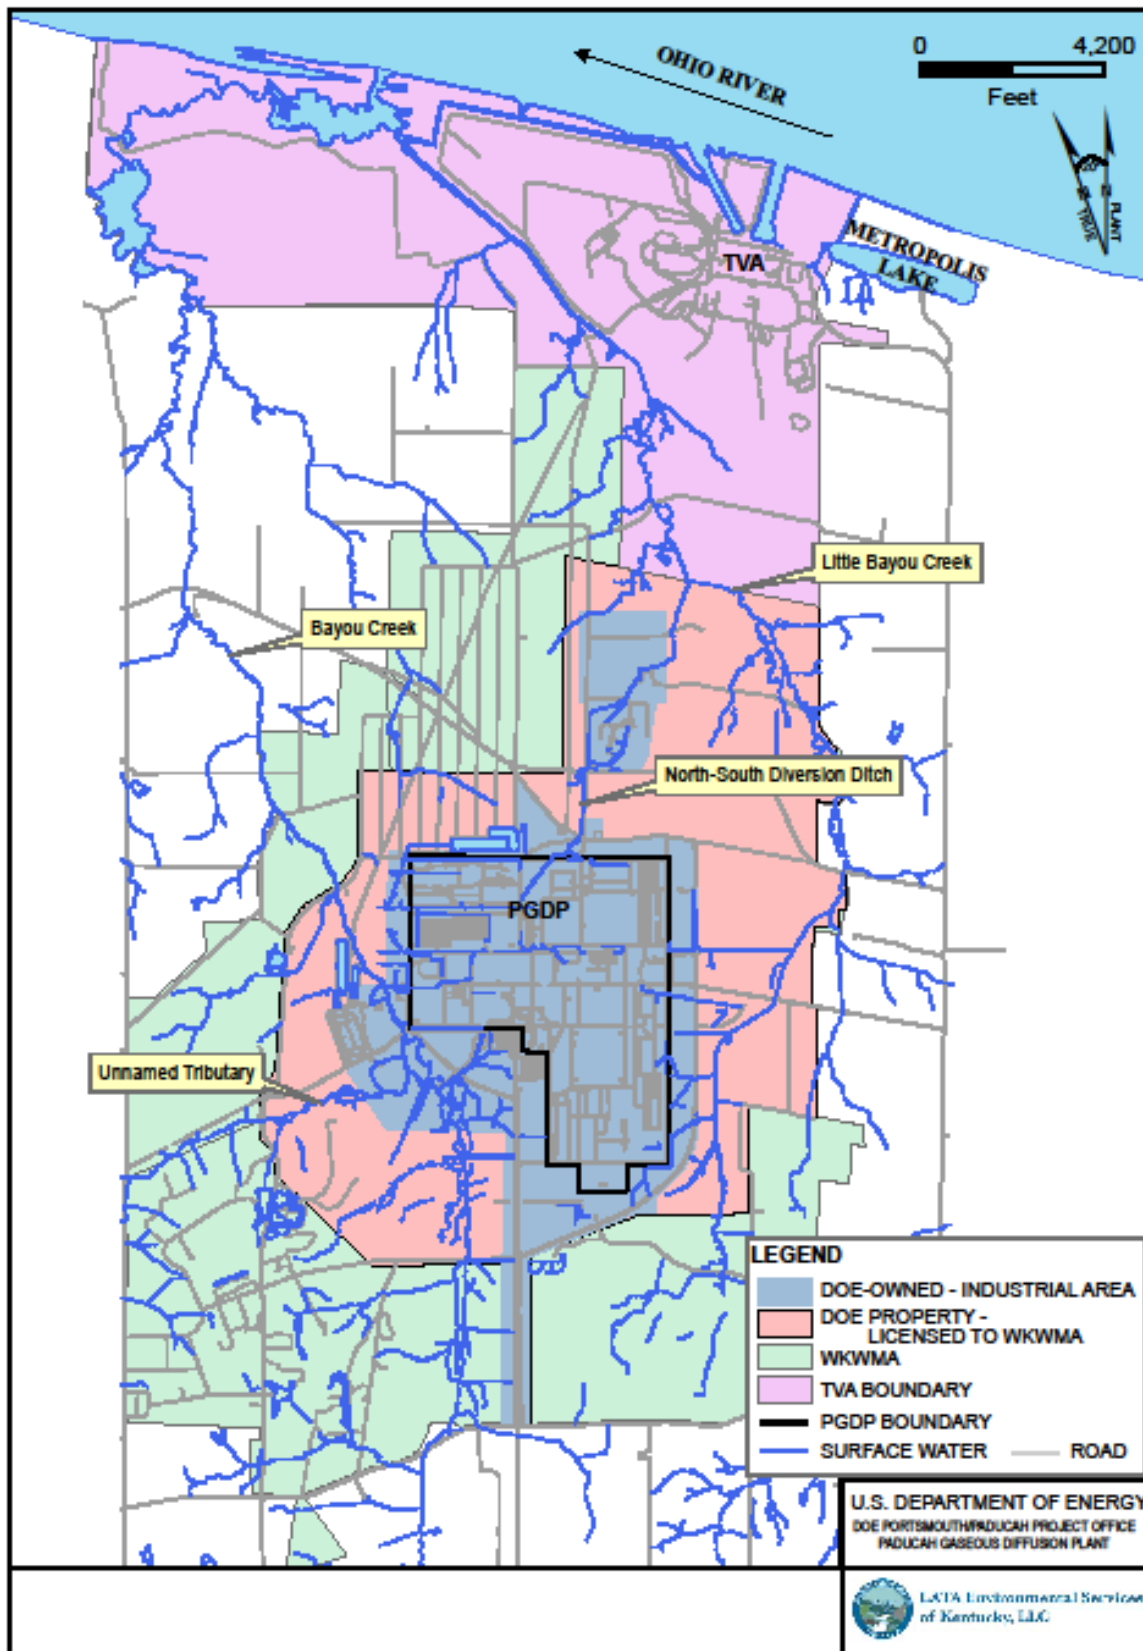 0 4,200
Feet
OHIO RIVER
TRUE N
PLANT N
METROPOLIS
LAKE
TVA
Little Bayou Creek
Bayou Creek
North-South Diversion Ditch
PGDP
Unnamed Tributary
LEGEND
DOE-OWNED - INDUSTRIAL AREA
DOE PROPERTY -
LICENSED TO WKWMA
WKWMA
TVA BOUNDARY
PGDP BOUNDARY
SURFACE WATER ROAD
U.S. DEPARTMENT OF ENERGY
DOE PORTSMOUTH/PADUCAH PROJECT OFFICE
PADUCAH GASEOUS DIFFUSION PLANT
LATA Environmental Services
of Kentucky, LLC